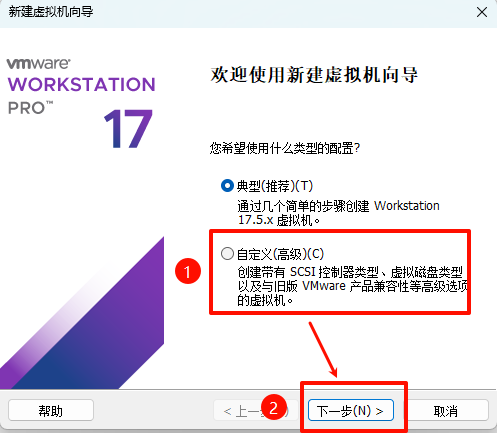 新建虚拟机向导
vmware
WORKSTATION
PRO™
17
欢迎使用新建虚拟机向导
您希望使用什么类型的配置?
典型(推荐)(T)
通过几个简单的步骤创建 Workstation
17.5.x 虚拟机。
1
自定义(高级)(C)
创建带有 SCSI 控制器类型、虚拟磁盘类型
以及与旧版 VMware 产品兼容性等高级选项
的虚拟机。
2
帮助
< 上一
下一步(N) >
取消